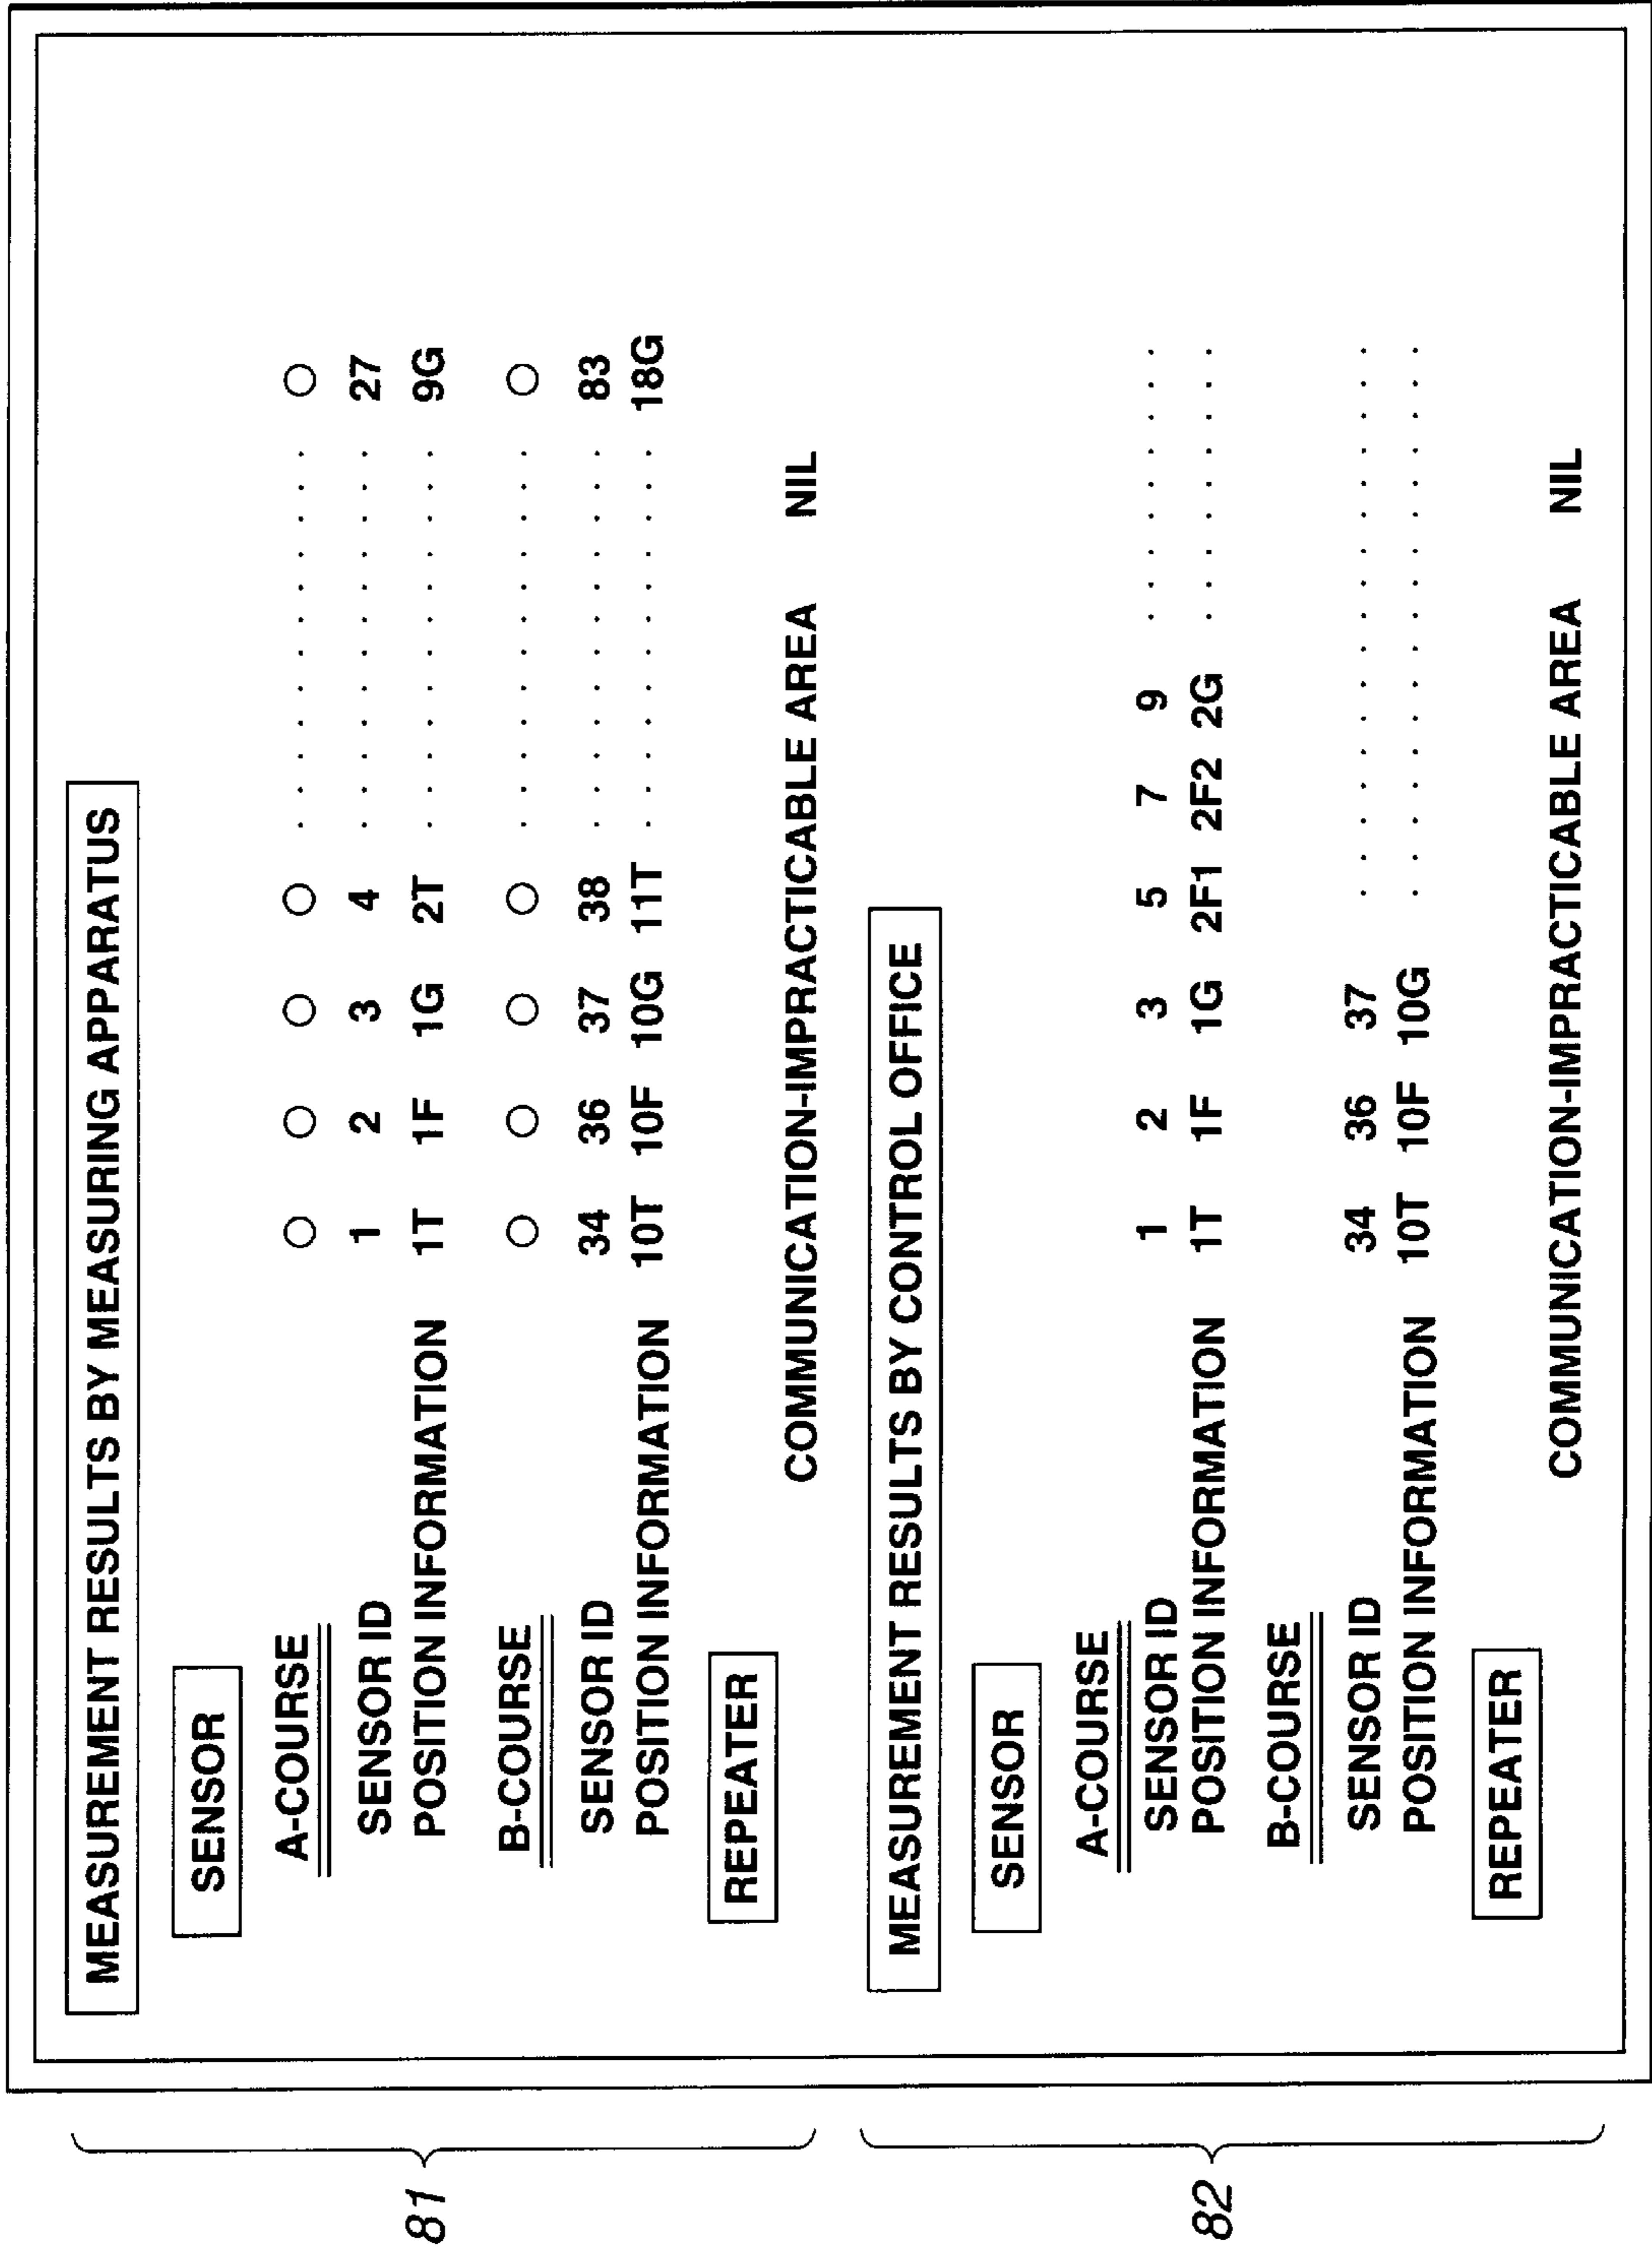 MEASUREMENT RESULTS BY MEASURING APPARATUS
SENSOR
A-COURSE ○ ○ ○ ○ . . . . . . . . . . . . ○
SENSOR ID 1 2 3 4 . . . . . . . . . . . . 27
POSITION INFORMATION 1T 1F 1G 2T . . . . . . . . . . . . 9G
B-COURSE ○ ○ ○ ○ . . . . . . . . . . . . ○
SENSOR ID 34 36 37 38 . . . . . . . . . . . . 83
POSITION INFORMATION 10T 10F 10G 11T . . . . . . . . . . . . 18G
REPEATER
COMMUNICATION-IMPRACTICABLE AREA NIL
81
MEASUREMENT RESULTS BY CONTROL OFFICE
SENSOR
A-COURSE
SENSOR ID 1 2 3 5 7 9 . . . . . . . . .
POSITION INFORMATION 1T 1F 1G 2F1 2F2 2G . . . . . . . . .
B-COURSE
SENSOR ID 34 36 37 . . . . . . . . . . . . . . . . .
POSITION INFORMATION 10T 10F 10G . . . . . . . . . . . . . . . . .
REPEATER
COMMUNICATION-IMPRACTICABLE AREA NIL
82